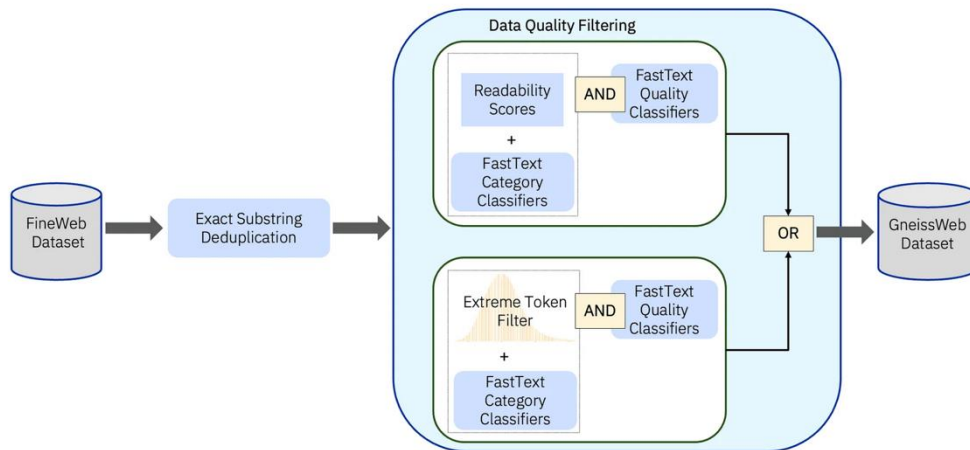 Data Quality Filtering
Readability
Scores
+
FastText
Category
Classifiers
AND
FastText
Quality
Classifiers
FineWeb
Dataset
Exact Substring
Deduplication
OR
GneissWeb
Dataset
Extreme Token
Filter
+
FastText
Category
Classifiers
AND
FastText
Quality
Classifiers